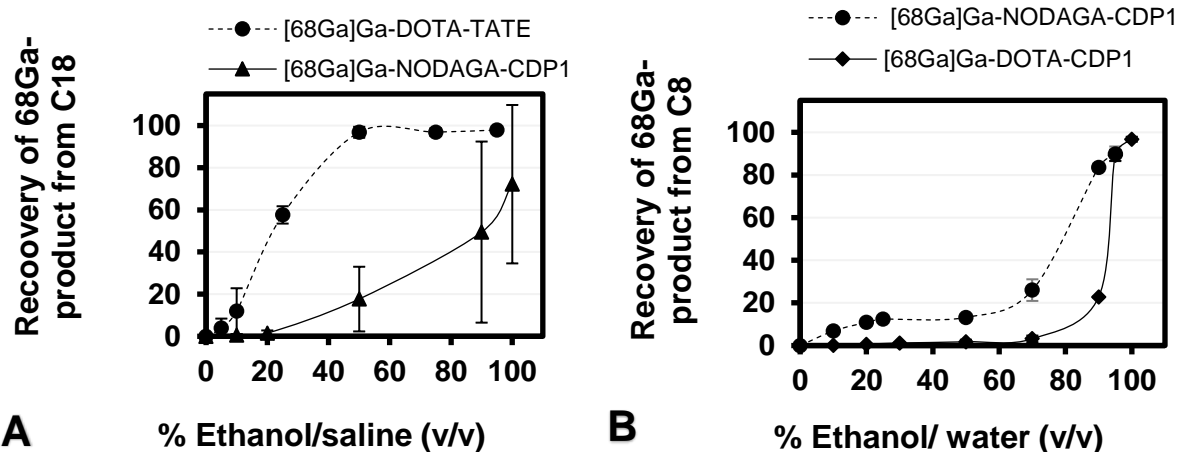 [68Ga]Ga-DOTA-TATE
[68Ga]Ga-NODAGA-CDP1
Recoovery of 68Ga-
product from C18
100
80
60
40
20
0
0 20 40 60 80 100
% Ethanol/saline (v/v)
A
[68Ga]Ga-NODAGA-CDP1
[68Ga]Ga-DOTA-CDP1
Recovery of 68Ga-
product from C8
100
80
60
40
20
0
0 20 40 60 80 100
% Ethanol/ water (v/v)
B